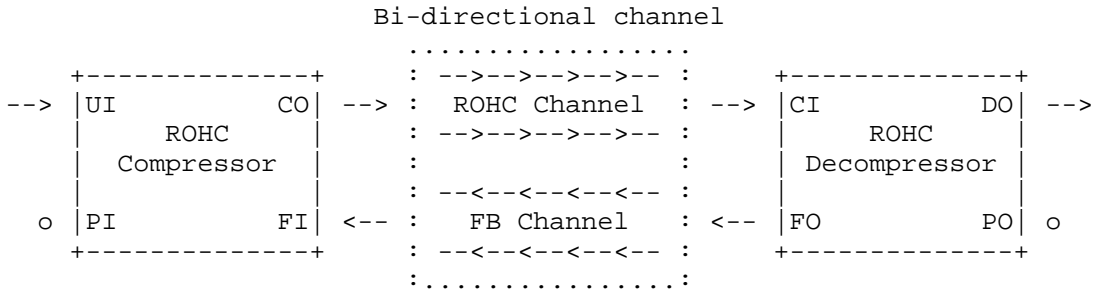 Bi-directional channel
..................
+--------------+ : -->-->-->-->-- : +--------------+
--> |UI CO| --> : ROHC Channel : --> |CI DO| -->
| ROHC | : -->-->-->-->-- : | ROHC |
| Compressor | : : | Decompressor |
| | : --<--<--<--<-- : | |
o |PI FI| <-- : FB Channel : <-- |FO PO| o
+--------------+ : --<--<--<--<-- : +--------------+
:................: